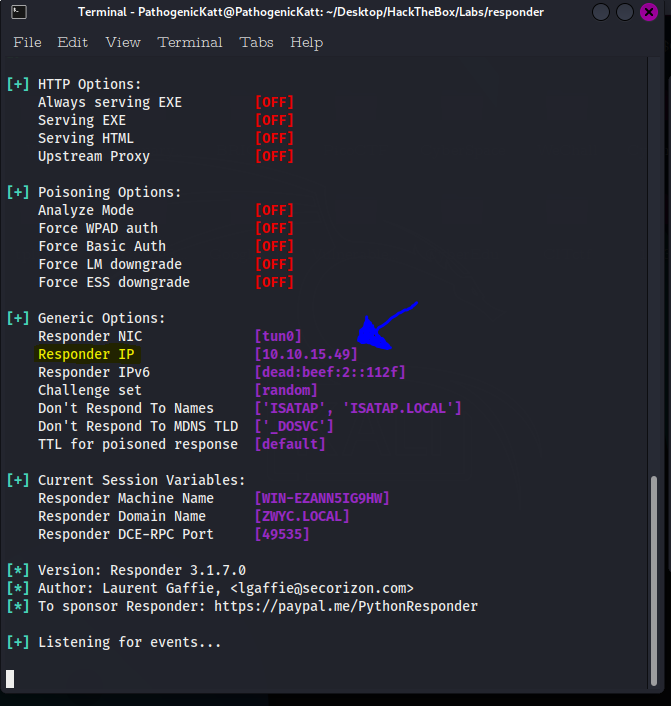 Terminal - PathogenicKatt@PathogenicKatt: ~/Desktop/HackTheBox/Labs/responder
File Edit View Terminal Tabs Help
[+] HTTP Options:
Always serving EXE [OFF]
Serving EXE [OFF]
Serving HTML [OFF]
Upstream Proxy [OFF]
[+] Poisoning Options:
Analyze Mode [OFF]
Force WPAD auth [OFF]
Force Basic Auth [OFF]
Force LM downgrade [OFF]
Force ESS downgrade [OFF]
[+] Generic Options:
Responder NIC [tun0]
Responder IP [10.10.15.49]
Responder IPv6 [dead:beef:2::112f]
Challenge set [random]
Don't Respond To Names ['ISATAP', 'ISATAP.LOCAL']
Don't Respond To MDNS TLD ['_DOSVC']
TTL for poisoned response [default]
[+] Current Session Variables:
Responder Machine Name [WIN-EZANN5IG9HW]
Responder Domain Name [ZWYC.LOCAL]
Responder DCE-RPC Port [49535]
[*] Version: Responder 3.1.7.0
[*] Author: Laurent Gaffie, <lgaffie@secorizon.com>
[*] To sponsor Responder: https://paypal.me/PythonResponder
[+] Listening for events...